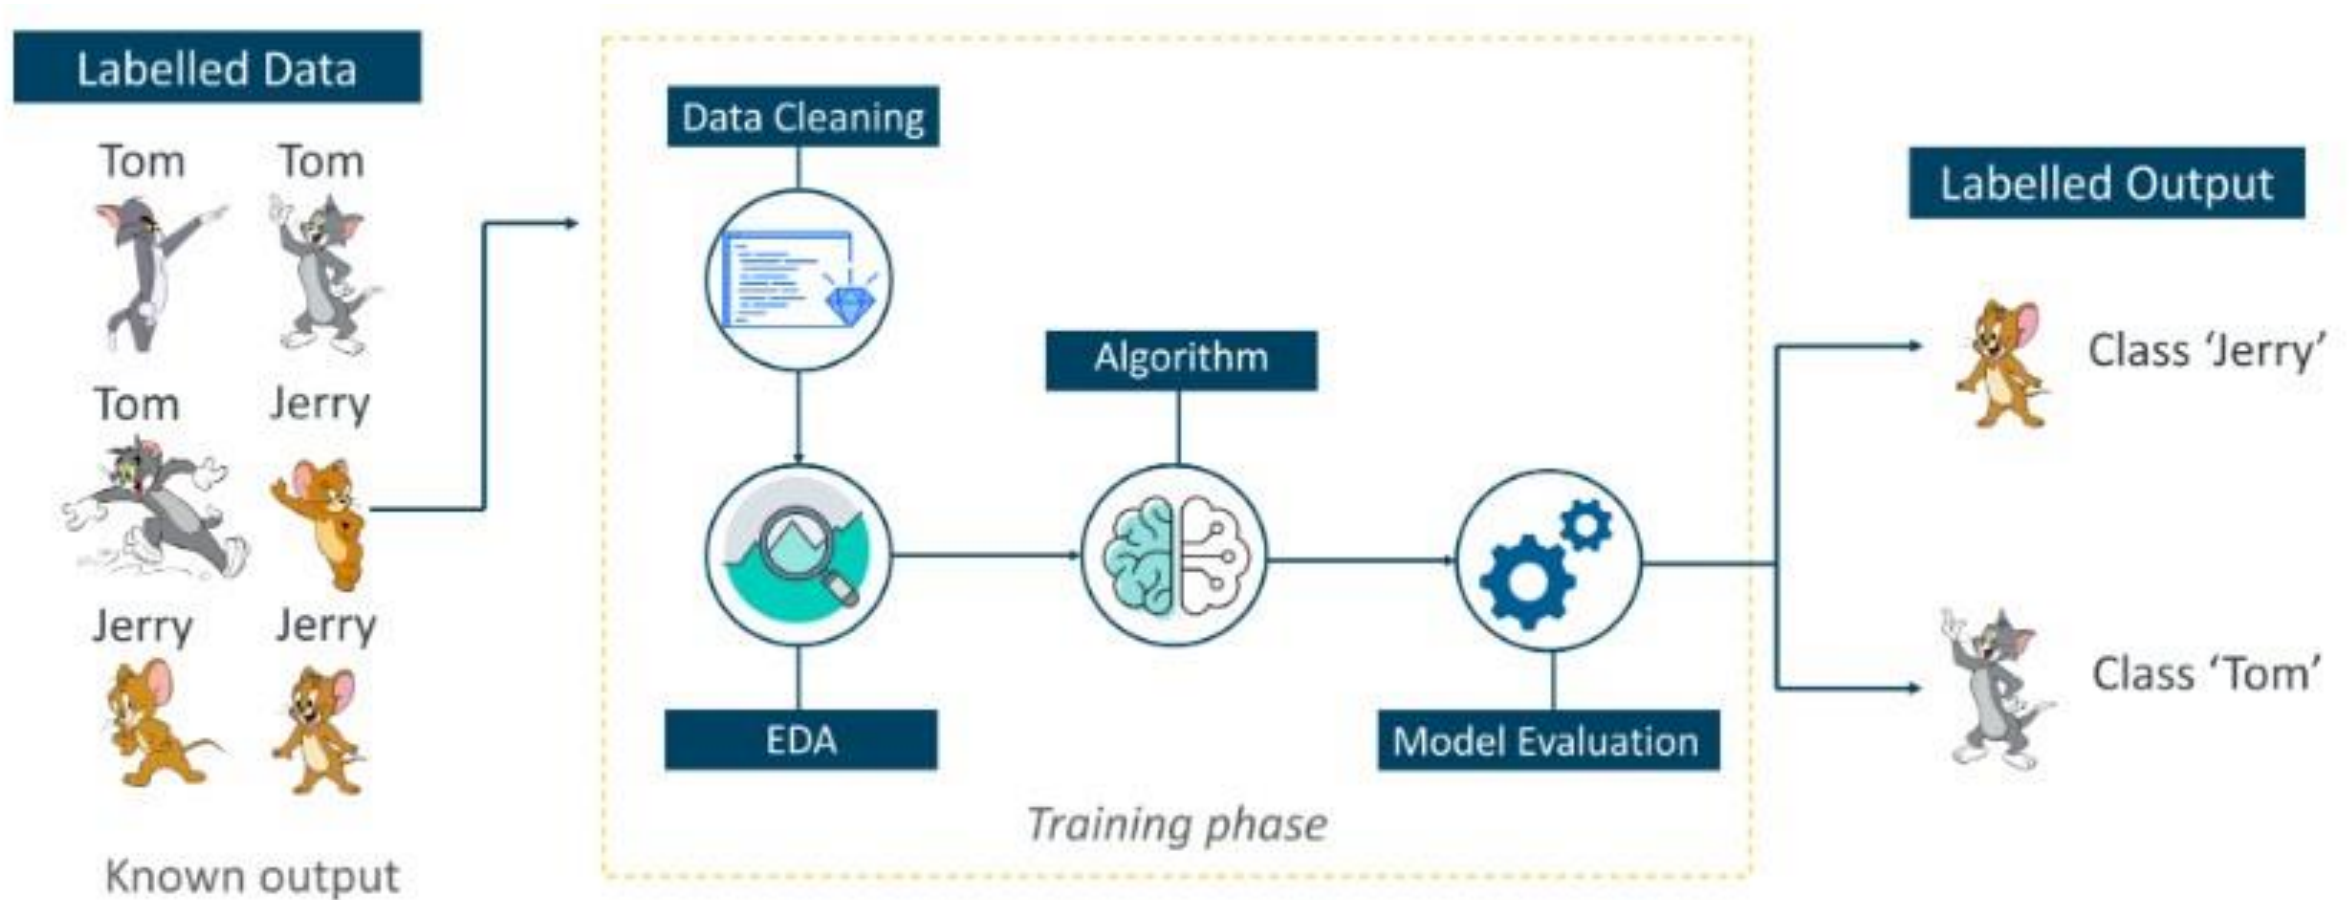 Labelled Data
Tom Tom
Tom Jerry
Jerry Jerry
Known output
Data Cleaning
EDA
Algorithm
Model Evaluation
Training phase
Labelled Output
Class ‘Jerry’
Class ‘Tom’